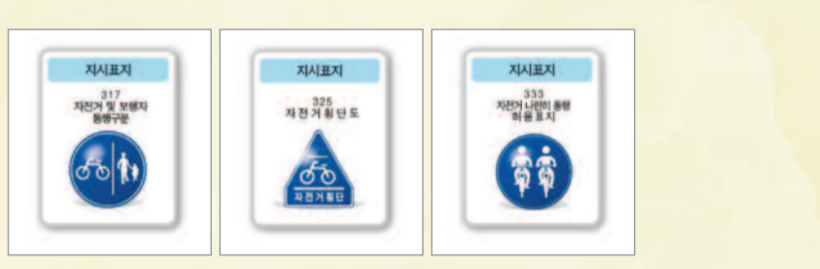 지시표지
317
자전거 및 보행자
통행구분
지시표지
325
자전거횡단도
자전거횡단
지시표지
333
자전거 나란히 통행
허용표지